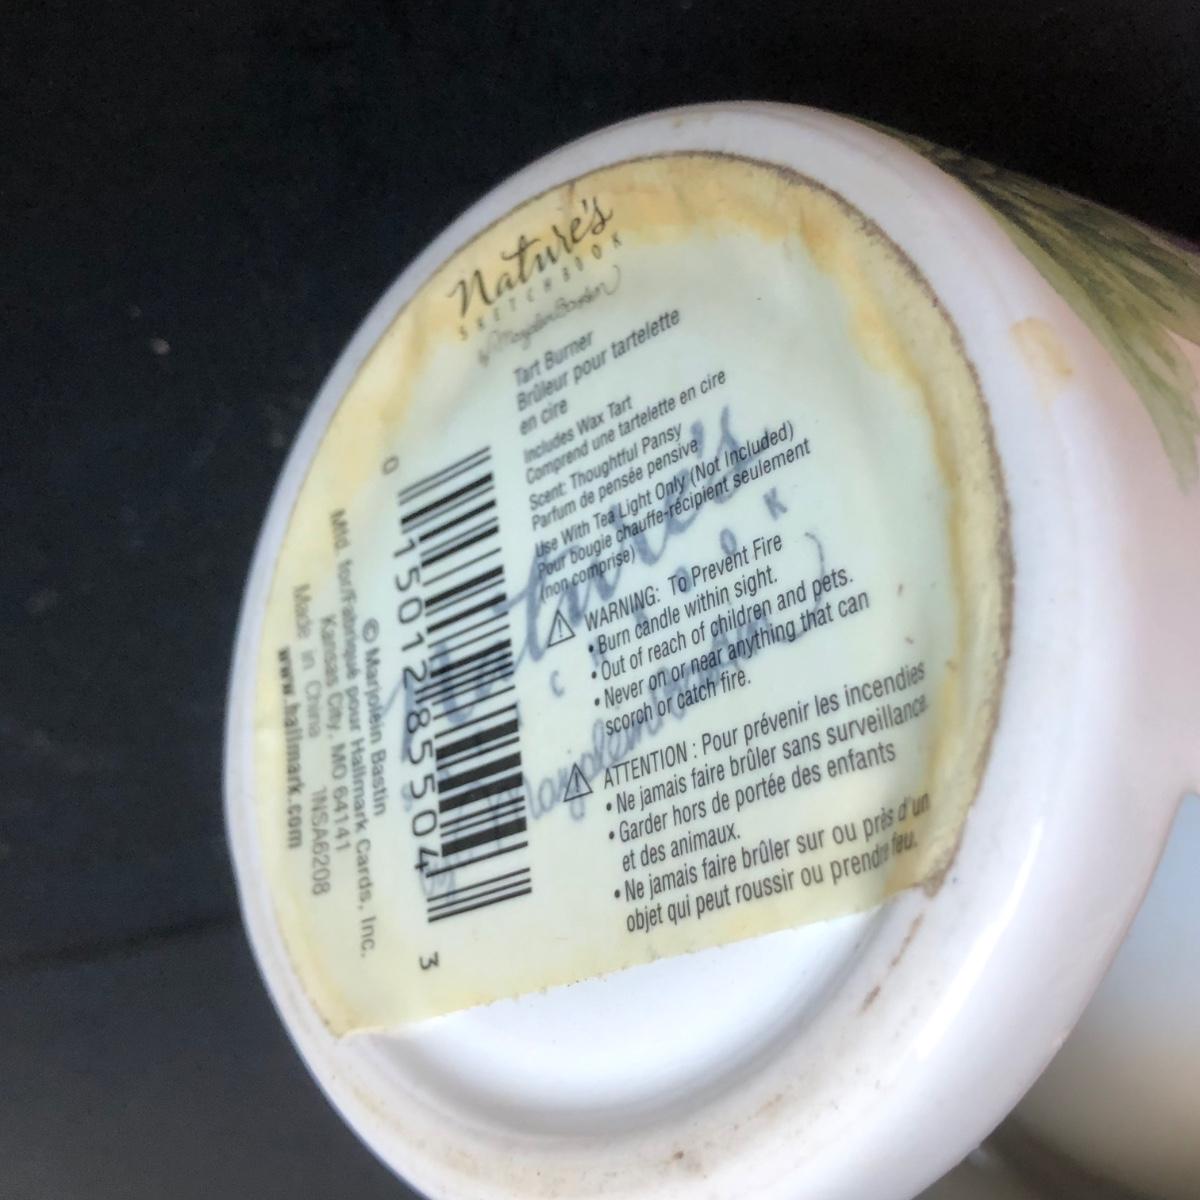 Nature's
SKETCHBOOK
by Marjolein Bastin
Tart Burner
Brûleur pour tartelette
en cire
Includes Wax Tart
Comprend une tartelette en cire
Scent: Thoughtful Pansy
Parfum de pensée pensive
Use With Tea Light Only (Not Included)
Pour bougie chauffe-récipient seulement
(non comprise)
WARNING: To Prevent Fire
• Burn candle within sight.
• Out of reach of children and pets.
• Never on or near anything that can
scorch or catch fire.
ATTENTION : Pour prévenir les incendies
• Ne jamais faire brûler sans surveillance.
• Garder hors de portée des enfants
et des animaux.
• Ne jamais faire brûler sur ou près d'un
objet qui peut roussir ou prendre feu.
0 15012 85504 3
© Marjolein Bastin
Mfd. for/Fabriqué pour Hallmark Cards, Inc.
Kansas City, MO 64141
Made in China 1NSA6208
www.hallmark.com